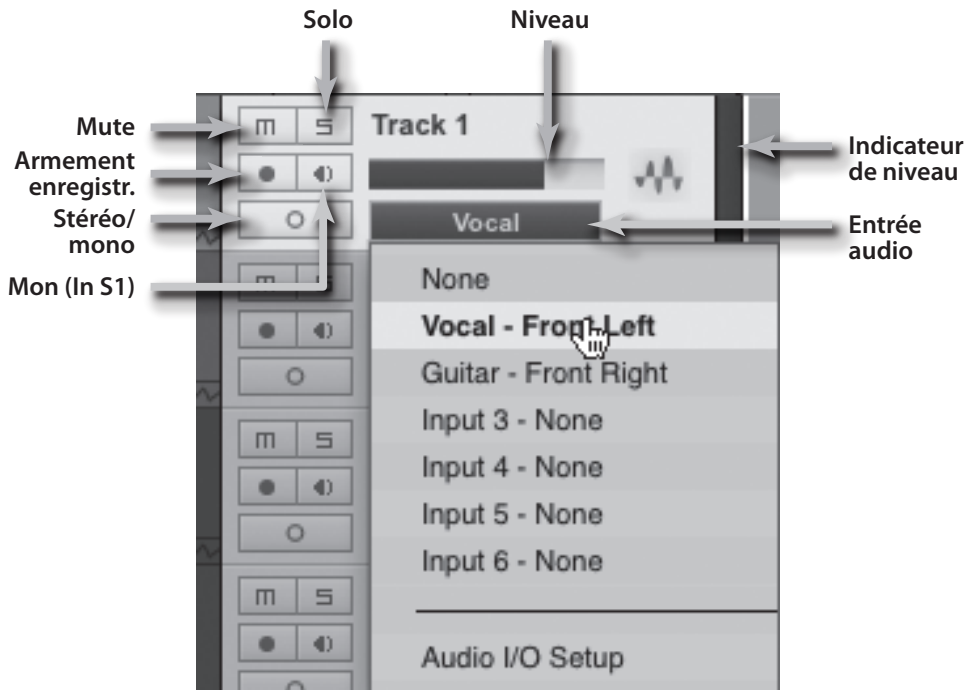 Solo
Niveau
Mute
Armement
enregistr.
Stéréo/
mono
Mon (In S1)
Indicateur
de niveau
Entrée
audio
m S Track 1
Vocal
None
m S
Vocal - Front Left
Guitar - Front Right
Input 3 - None
m S
Input 4 - None
Input 5 - None
Input 6 - None
m S
Audio I/O Setup